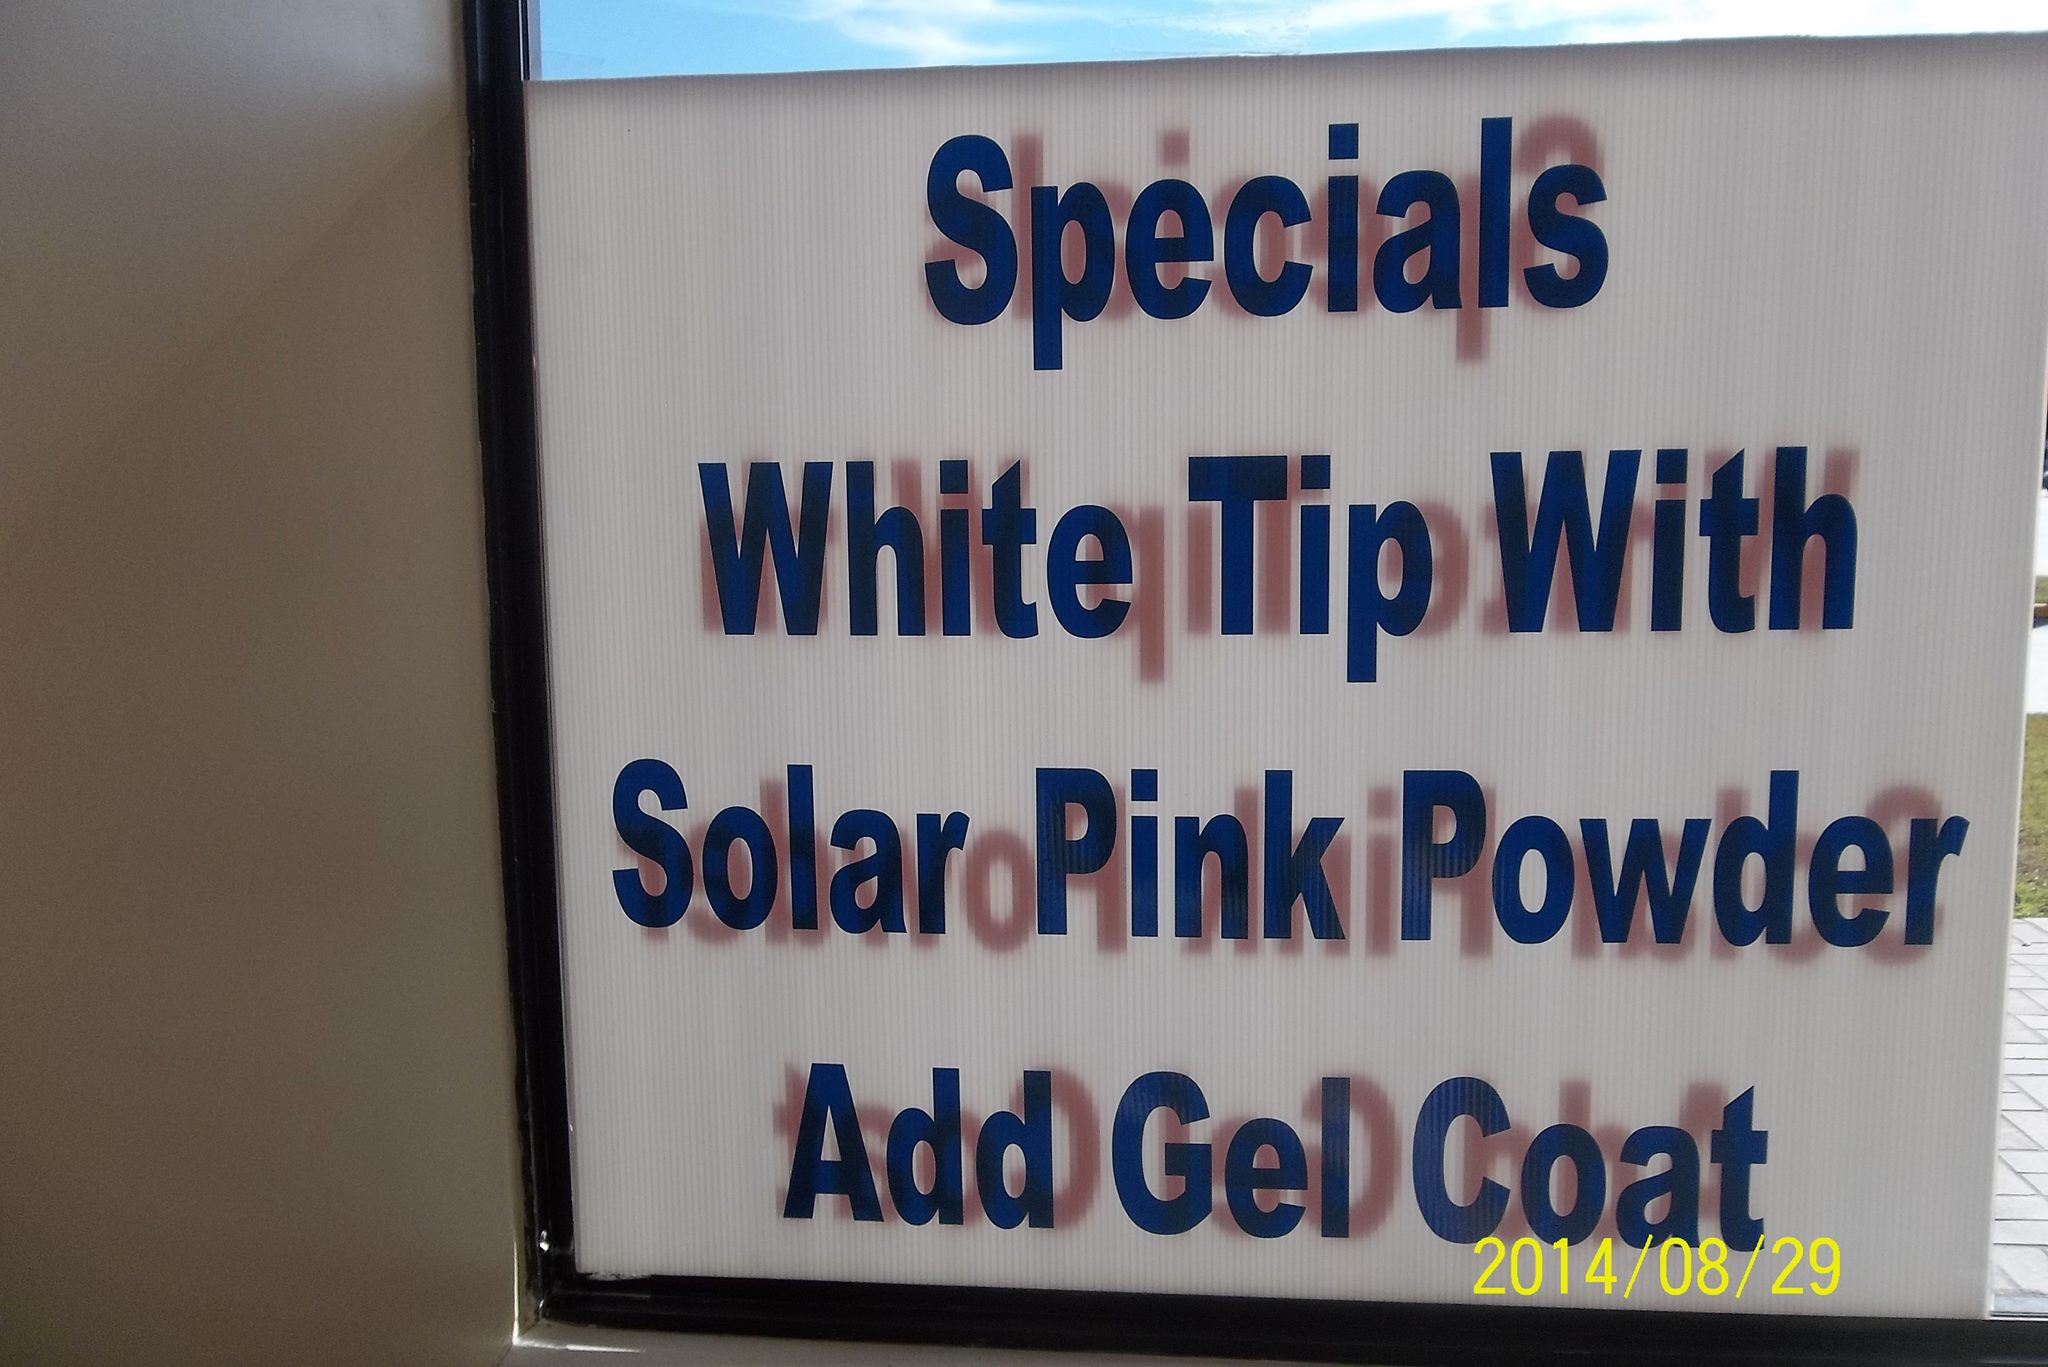 Specials
White Tip With
Solar Pink Powder
Add Gel Coat
2014/08/29